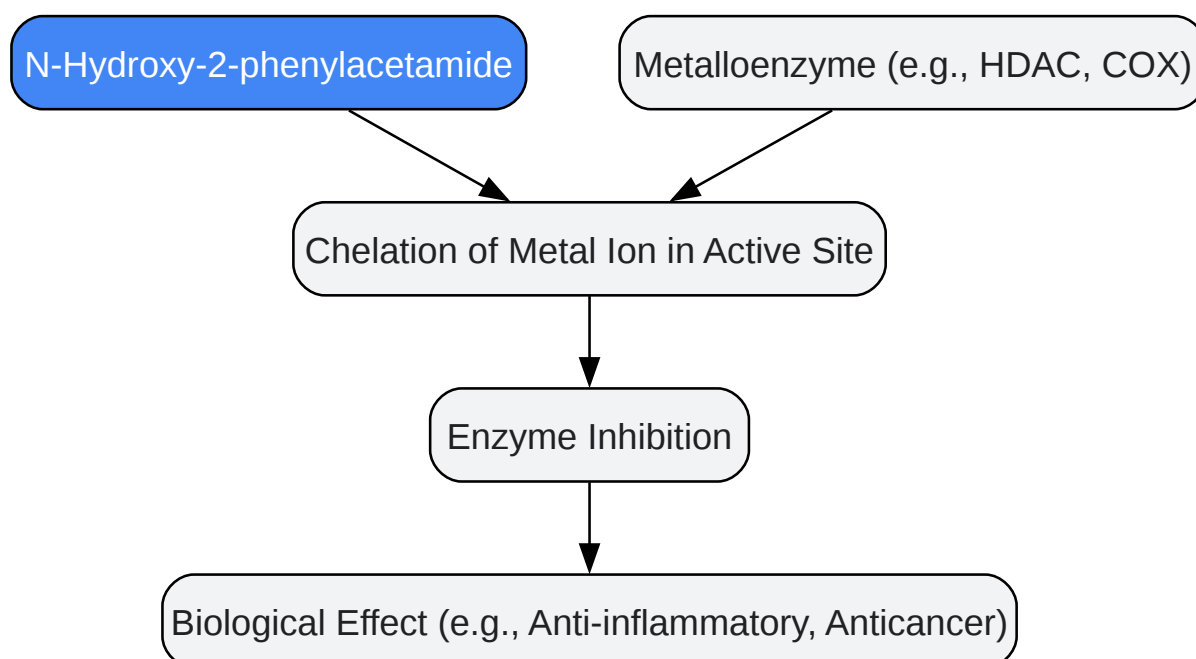 N-Hydroxy-2-phenylacetamide
Metalloenzyme (e.g., HDAC, COX)
Chelation of Metal Ion in Active Site
Enzyme Inhibition
Biological Effect (e.g., Anti-inflammatory, Anticancer)